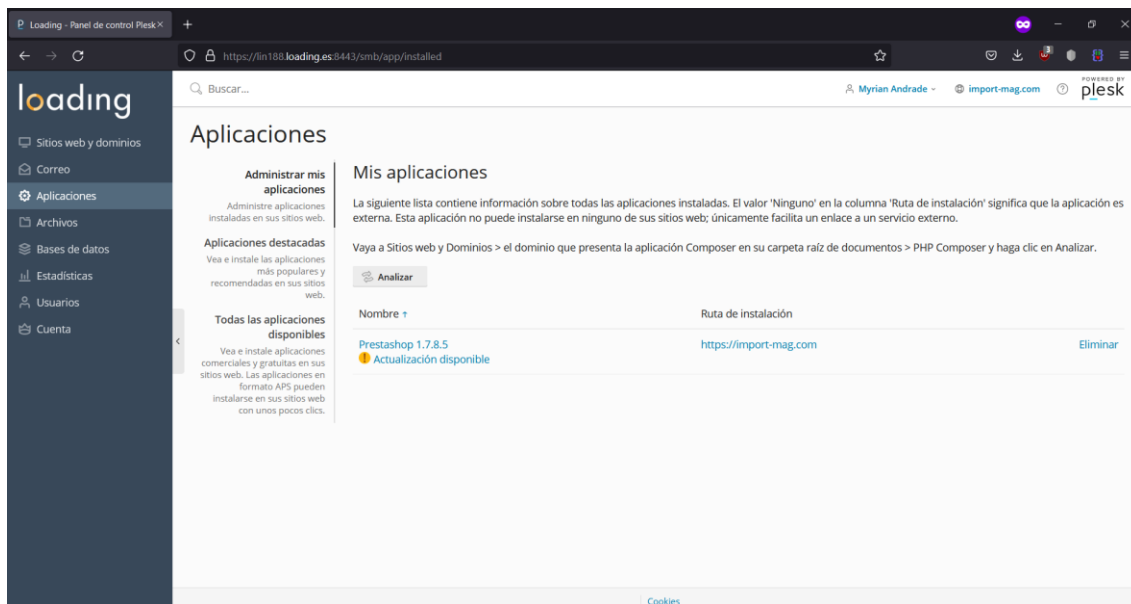 Loading - Panel de control Plesk
https://lin188.loading.es:8443/smb/app/installed
3
loading
Buscar...
Myrian Andrade
import-mag.com
POWERED BY
plesk
Sitios web y dominios
Correo
Aplicaciones
Archivos
Bases de datos
Estadísticas
Usuarios
Cuenta
Aplicaciones
Administrar mis
aplicaciones
Administre aplicaciones
instaladas en sus sitios web.
Aplicaciones destacadas
Vea e instale las aplicaciones
más populares y
recomendadas en sus sitios
web.
Todas las aplicaciones
disponibles
Vea e instale aplicaciones
comerciales y gratuitas en sus
sitios web. Las aplicaciones en
formato APS pueden
instalarse en sus sitios web
con unos pocos clics.
Mis aplicaciones
La siguiente lista contiene información sobre todas las aplicaciones instaladas. El valor 'Ninguno' en la columna 'Ruta de instalación' significa que la aplicación es
externa. Esta aplicación no puede instalarse en ninguno de sus sitios web; únicamente facilita un enlace a un servicio externo.
Vaya a Sitios web y Dominios > el dominio que presenta la aplicación Composer en su carpeta raíz de documentos > PHP Composer y haga clic en Analizar.
Analizar
Nombre ↑ Ruta de instalación
Prestashop 1.7.8.5 https://import-mag.com Eliminar
Actualización disponible
Cookies